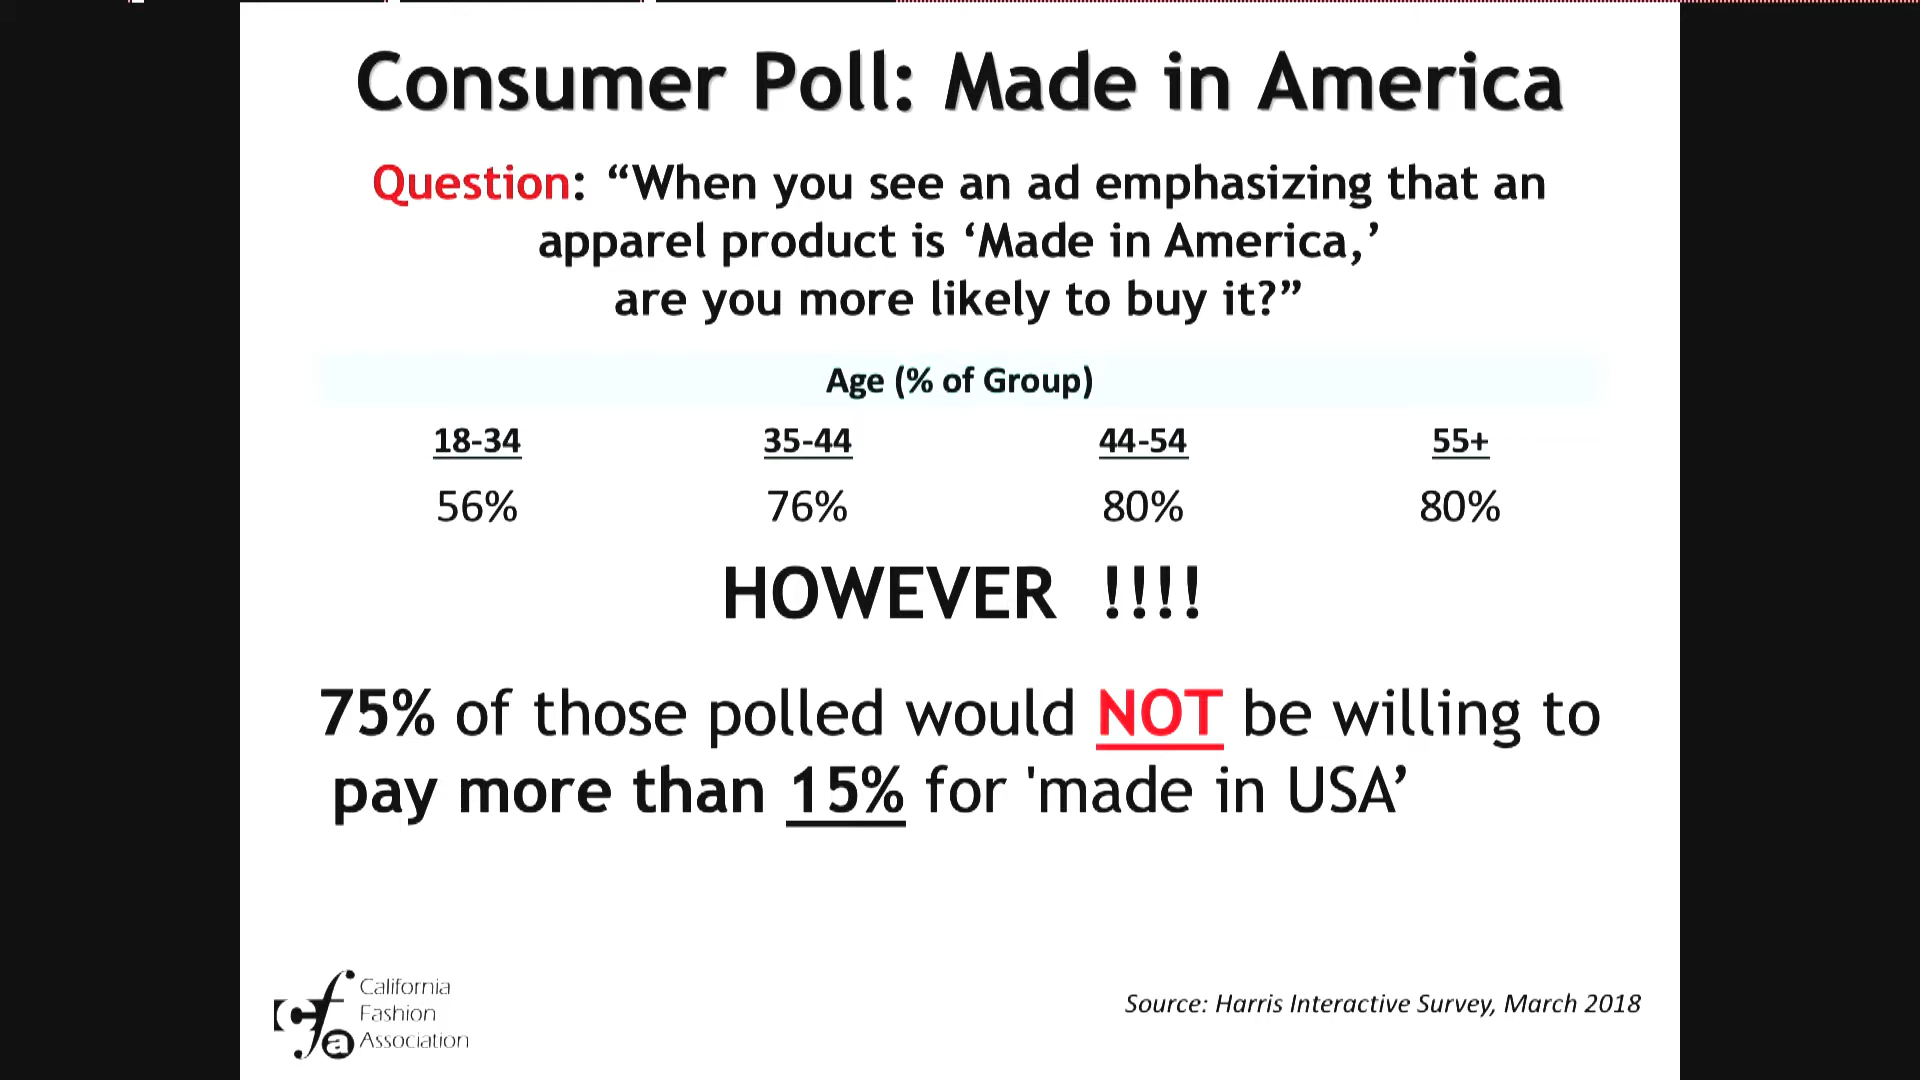 Consumer Poll: Made in America
Question: “When you see an ad emphasizing that an
apparel product is ‘Made in America,’
are you more likely to buy it?”
Age (% of Group)
18-34 35-44 44-54 55+
56% 76% 80% 80%
HOWEVER !!!!
75% of those polled would NOT be willing to
pay more than 15% for 'made in USA’
cfa
California
Fashion
Association
Source: Harris Interactive Survey, March 2018